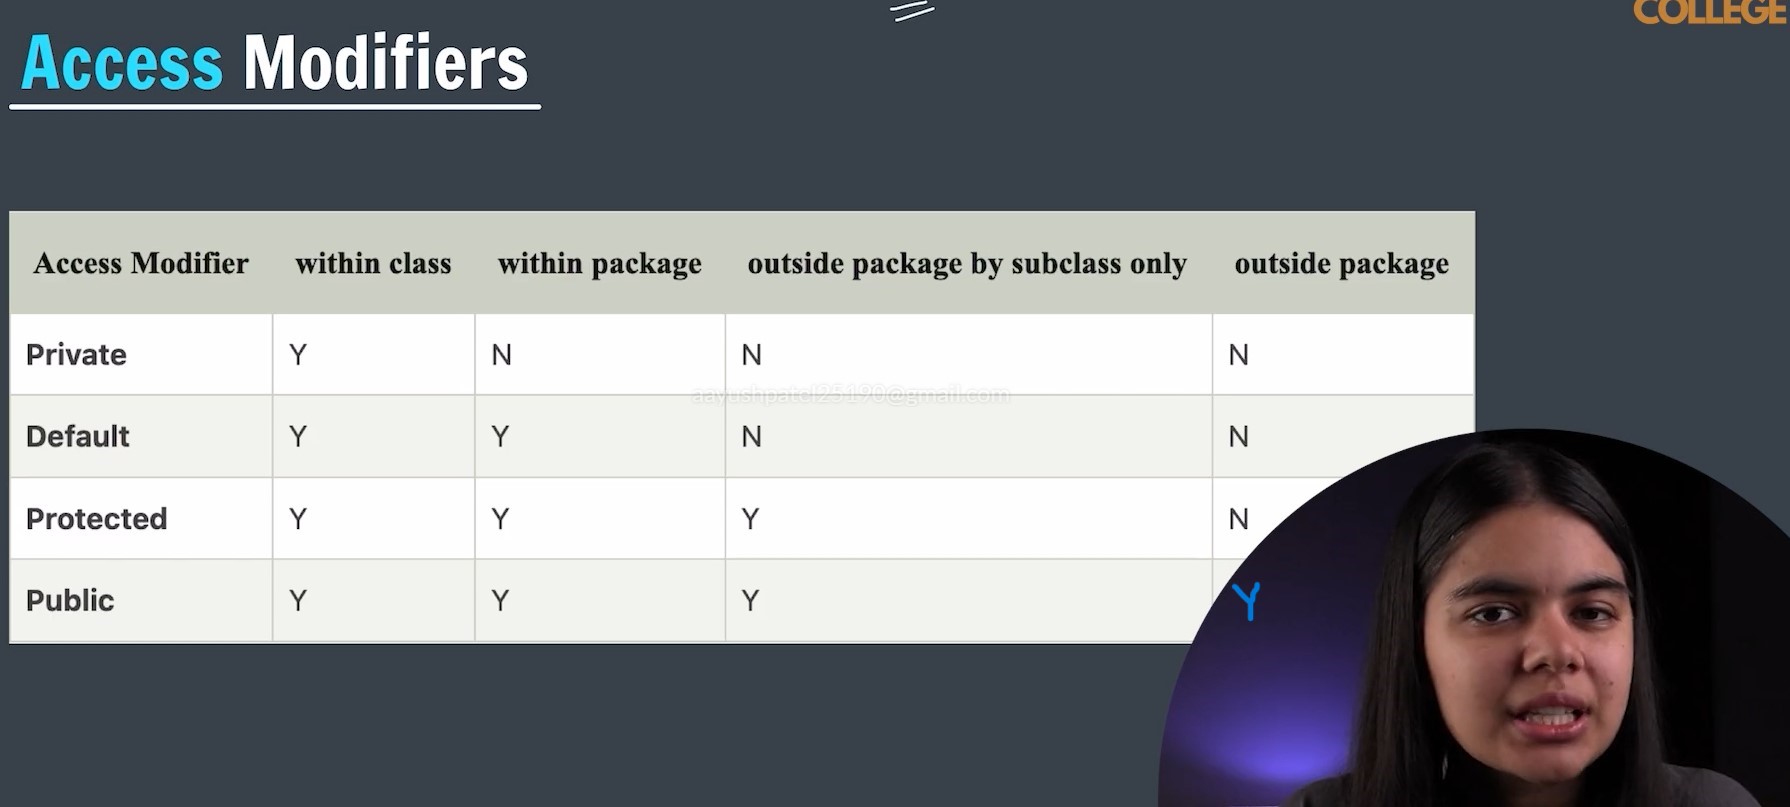 COLLEGE
Access Modifiers
Access Modifier within class within package outside package by subclass only outside package
Private Y N N N
aayushpatel25190@gmail.com
Default Y Y N N
Protected Y Y Y N
Public Y Y Y Y